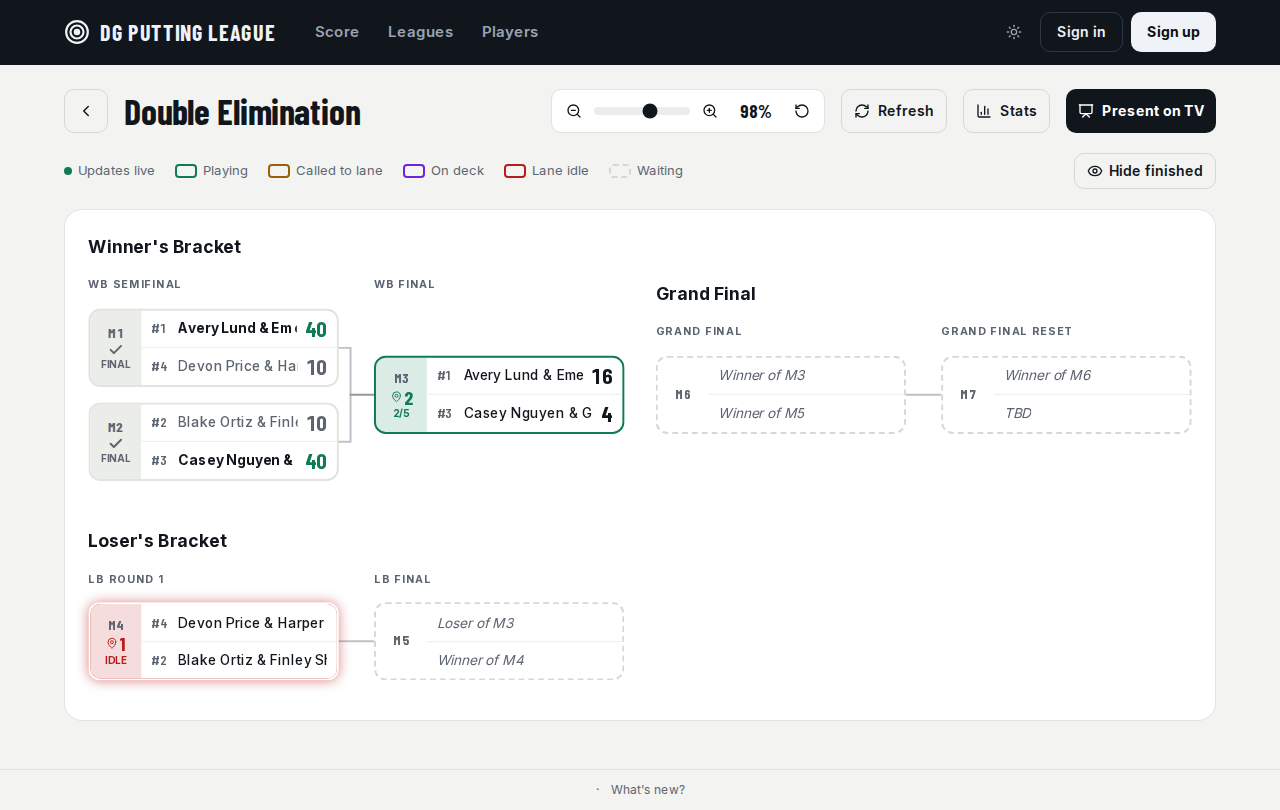 DG PUTTING LEAGUE
Score
Leagues
Players
Sign in
Sign up
Double Elimination
98%
Refresh
Stats
Present on TV
Updates live
Playing
Called to lane
On deck
Lane idle
Waiting
Hide finished
Winner's Bracket
WB SEMIFINAL
M1
FINAL
#1 Avery Lund & Em 40
#4 Devon Price & Ha 10
M2
FINAL
#2 Blake Ortiz & Finl 10
#3 Casey Nguyen & 40
WB FINAL
M3
2
2/5
#1 Avery Lund & Eme 16
#3 Casey Nguyen & G 4
Grand Final
GRAND FINAL
M6
Winner of M3
Winner of M5
GRAND FINAL RESET
M7
Winner of M6
TBD
Loser's Bracket
LB ROUND 1
M4
1
IDLE
#4 Devon Price & Harper
#2 Blake Ortiz & Finley Sh
LB FINAL
M5
Loser of M3
Winner of M4
· What's new?